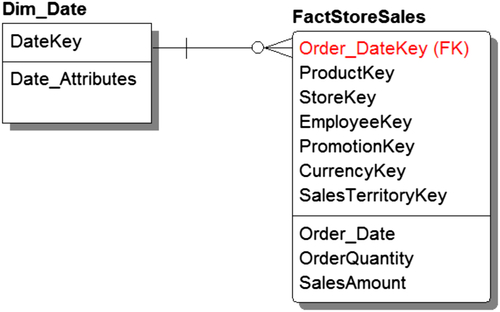 Dim_Date
DateKey
Date_Attributes
FactStoreSales
Order_DateKey (FK)
ProductKey
StoreKey
EmployeeKey
PromotionKey
CurrencyKey
SalesTerritoryKey
Order_Date
OrderQuantity
SalesAmount